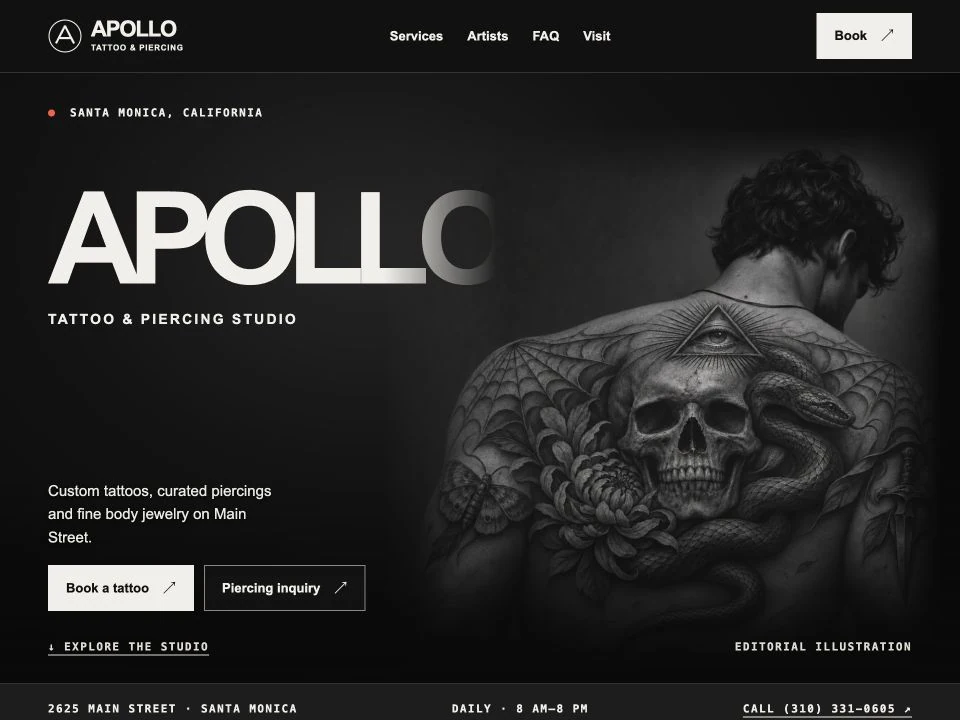 APOLLO
TATTOO & PIERCING
Services Artists FAQ Visit
Book ↗
SANTA MONICA, CALIFORNIA
APOLLO
TATTOO & PIERCING STUDIO
Custom tattoos, curated piercings
and fine body jewelry on Main
Street.
Book a tattoo ↗
Piercing inquiry ↗
↓ EXPLORE THE STUDIO
EDITORIAL ILLUSTRATION
2625 MAIN STREET · SANTA MONICA
DAILY · 8 AM–8 PM
CALL (310) 331–0605 ↗